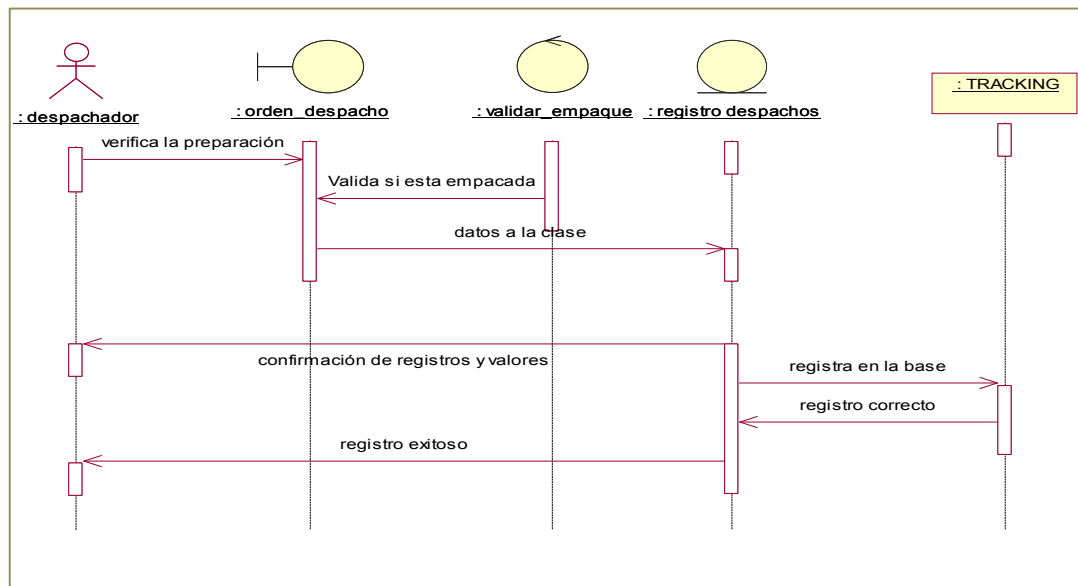 : despachador
: orden_despacho
: validar_empaque
: registro despachos
: TRACKING
verifica la preparación
Valida si esta empacada
datos a la clase
confirmación de registros y valores
registra en la base
registro correcto
registro exitoso